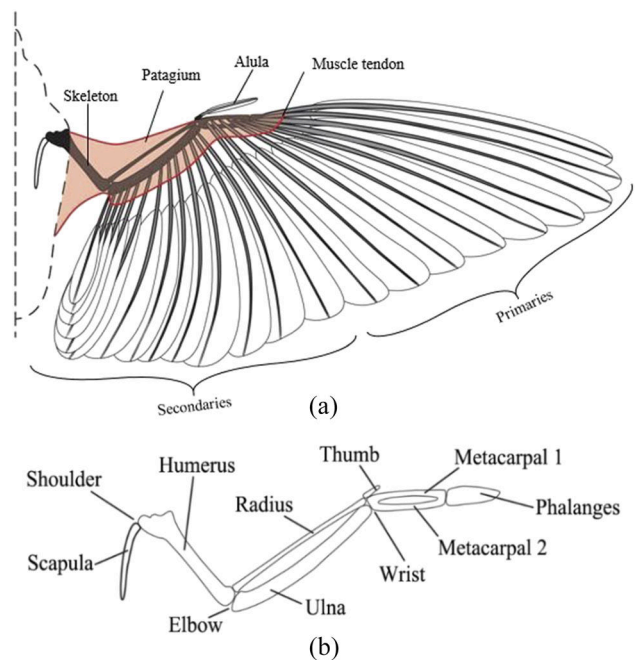 Alula
Muscle tendon
Patagium
Skeleton
Primaries
Secondaries
(a)
Thumb
Metacarpal 1
Humerus
Shoulder
Radius
Phalanges
Metacarpal 2
Scapula
Wrist
Ulna
Elbow
(b)